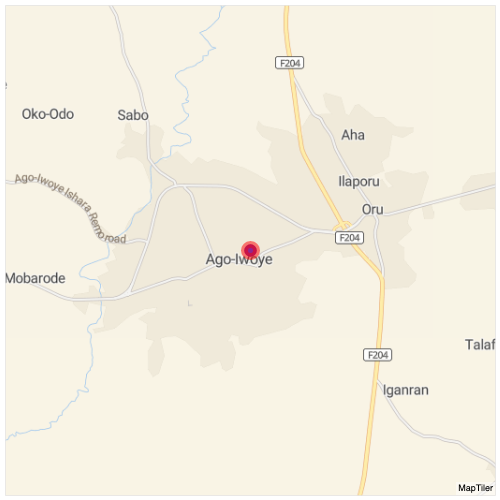 F204
Oko-Odo
Sabo
Aha
Ago-Iwoye Ishara Remo road
Ilaporu
Oru
F204
Ago-Iwoye
Mobarode
Talaf
F204
Iganran
MapTiler